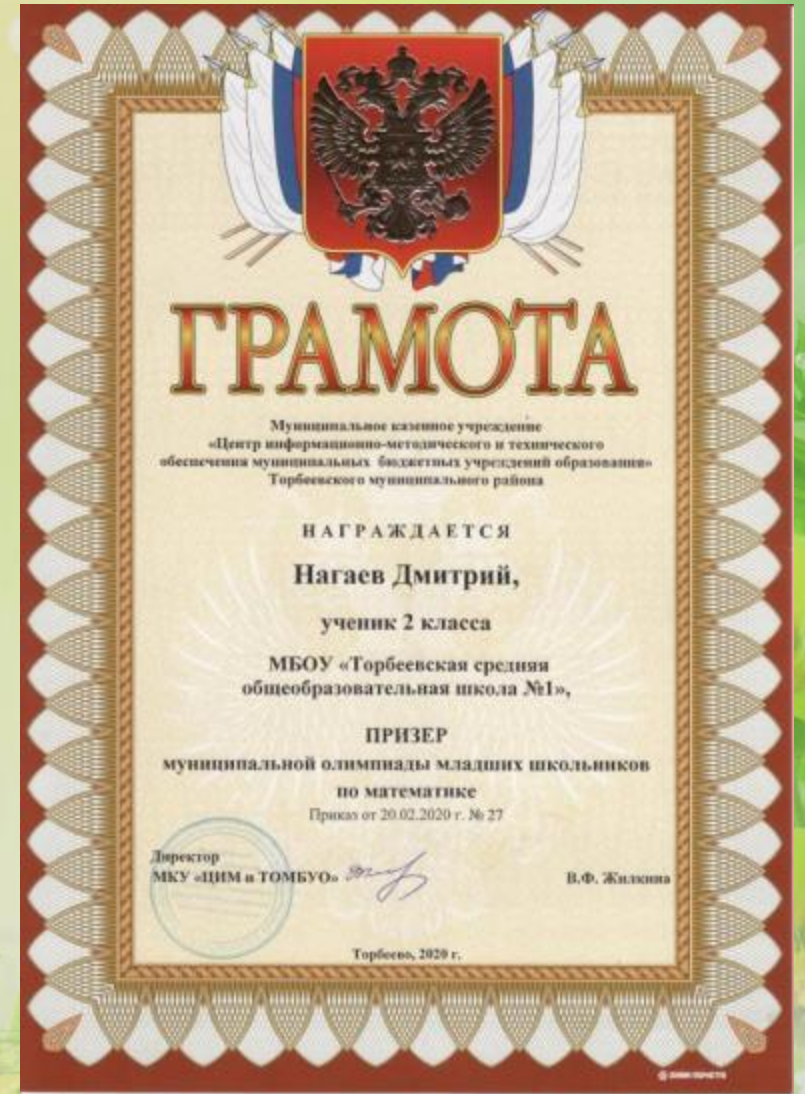 ГРАМОТА
Муниципальное казенное учреждение
«Центр информационно-методического и технического
обеспечения муниципальных бюджетных учреждений образования»
Торбеевского муниципального района
НАГРАЖДАЕТСЯ
Нагаев Дмитрий,
ученик 2 класса
МБОУ «Торбеевская средняя
общеобразовательная школа №1»,
ПРИЗЕР
муниципальной олимпиады младших школьников
по математике
Приказ от 20.02.2020 г. № 27
Директор
МКУ «ЦИМ и ТОМБУО»
В.Ф. Жилкина
Торбеево, 2020 г.